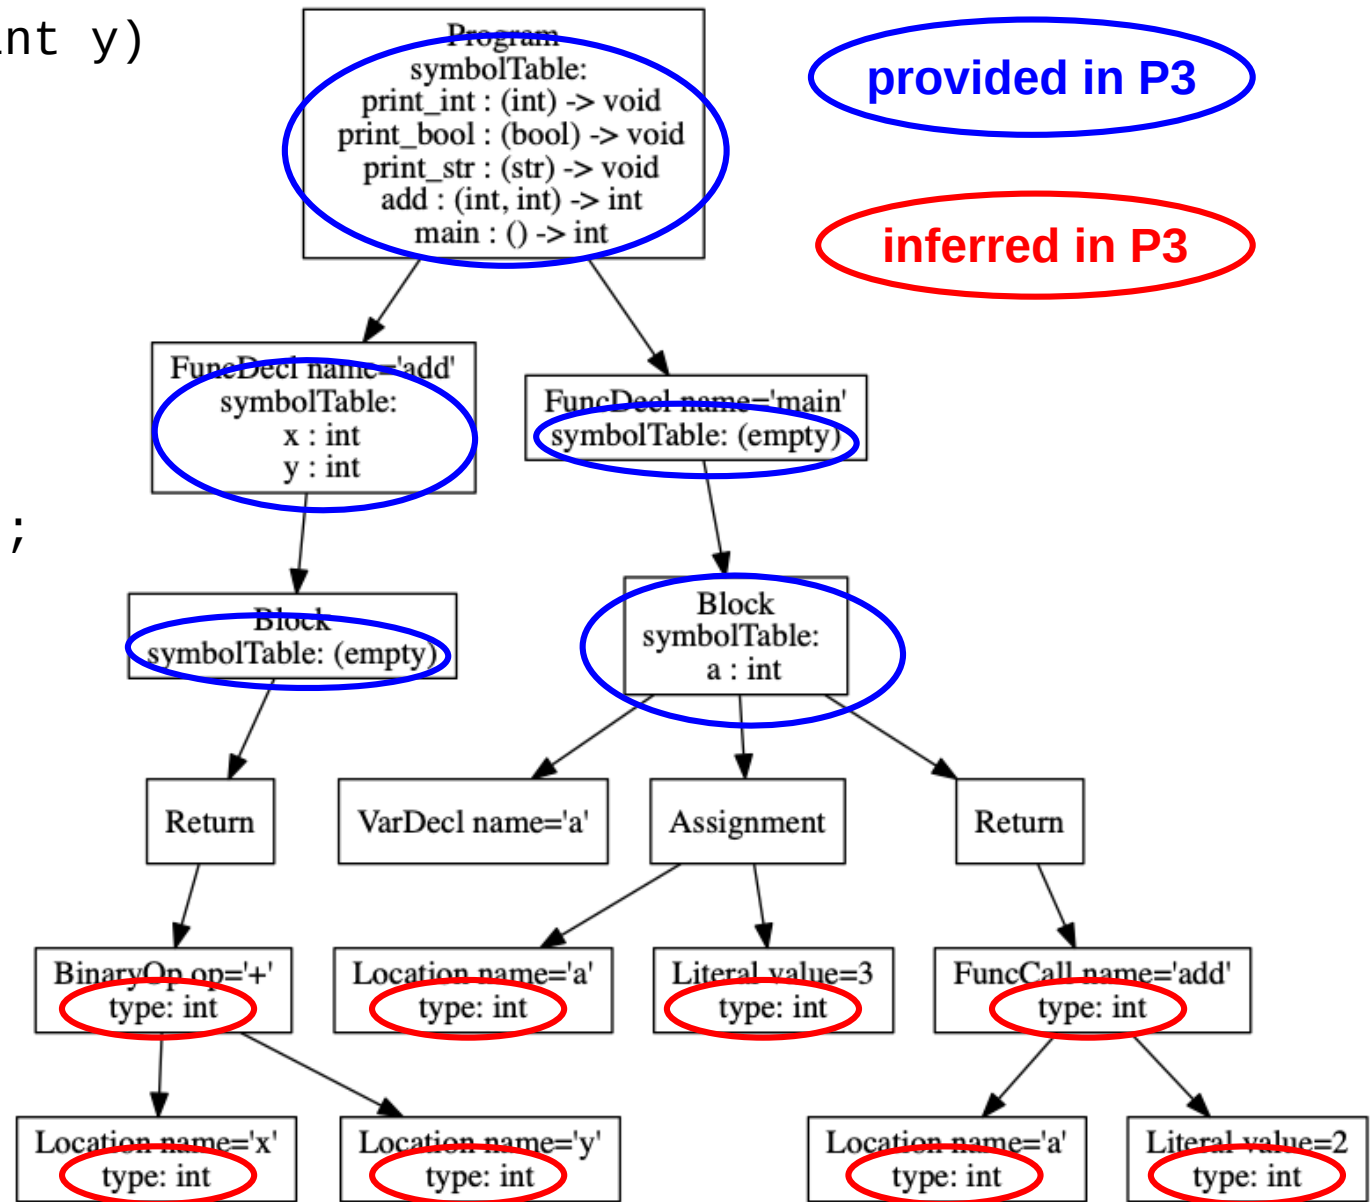 int y)
;
provided in P3
inferred in P3
Program
symbolTable:
print_int : (int) -> void
print_bool : (bool) -> void
print_str : (str) -> void
add : (int, int) -> int
main : () -> int
FuncDecl name='add'
symbolTable:
x : int
y : int
FuncDecl name='main'
symbolTable: (empty)
Block
symbolTable: (empty)
Block
symbolTable:
a : int
Return
VarDecl name='a'
Assignment
Return
BinaryOp op='+'
type: int
Location name='a'
type: int
Literal value=3
type: int
FuncCall name='add'
type: int
Location name='x'
type: int
Location name='y'
type: int
Location name='a'
type: int
Literal value=2
type: int